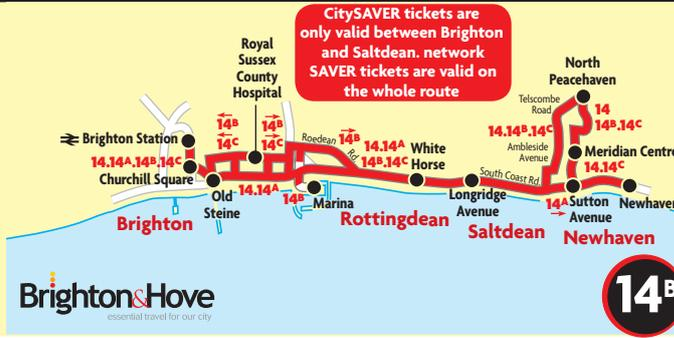 CitySAVER tickets are
only valid between Brighton
and Saltdean. network
SAVER tickets are valid on
the whole route
Royal
Sussex
County
Hospital
North
Peacehaven
Telscombe
Road
14
14B.14C
14B
14C
14B
14C
Roedean Rd.
14B
14.14A
14B.14C
14.14B.14C
Ambleside
Avenue
Meridian Centre
14.14C
Brighton Station
14.14A.14B.14C
Churchill Square
White
Horse
South Coast Rd.
Old
Steine
14.14A
14B
Marina
Longridge
Avenue
14A
Sutton
Avenue
Newhaven
Brighton
Rottingdean
Saltdean
Newhaven
Brighton&Hove
essential travel for our city
14B